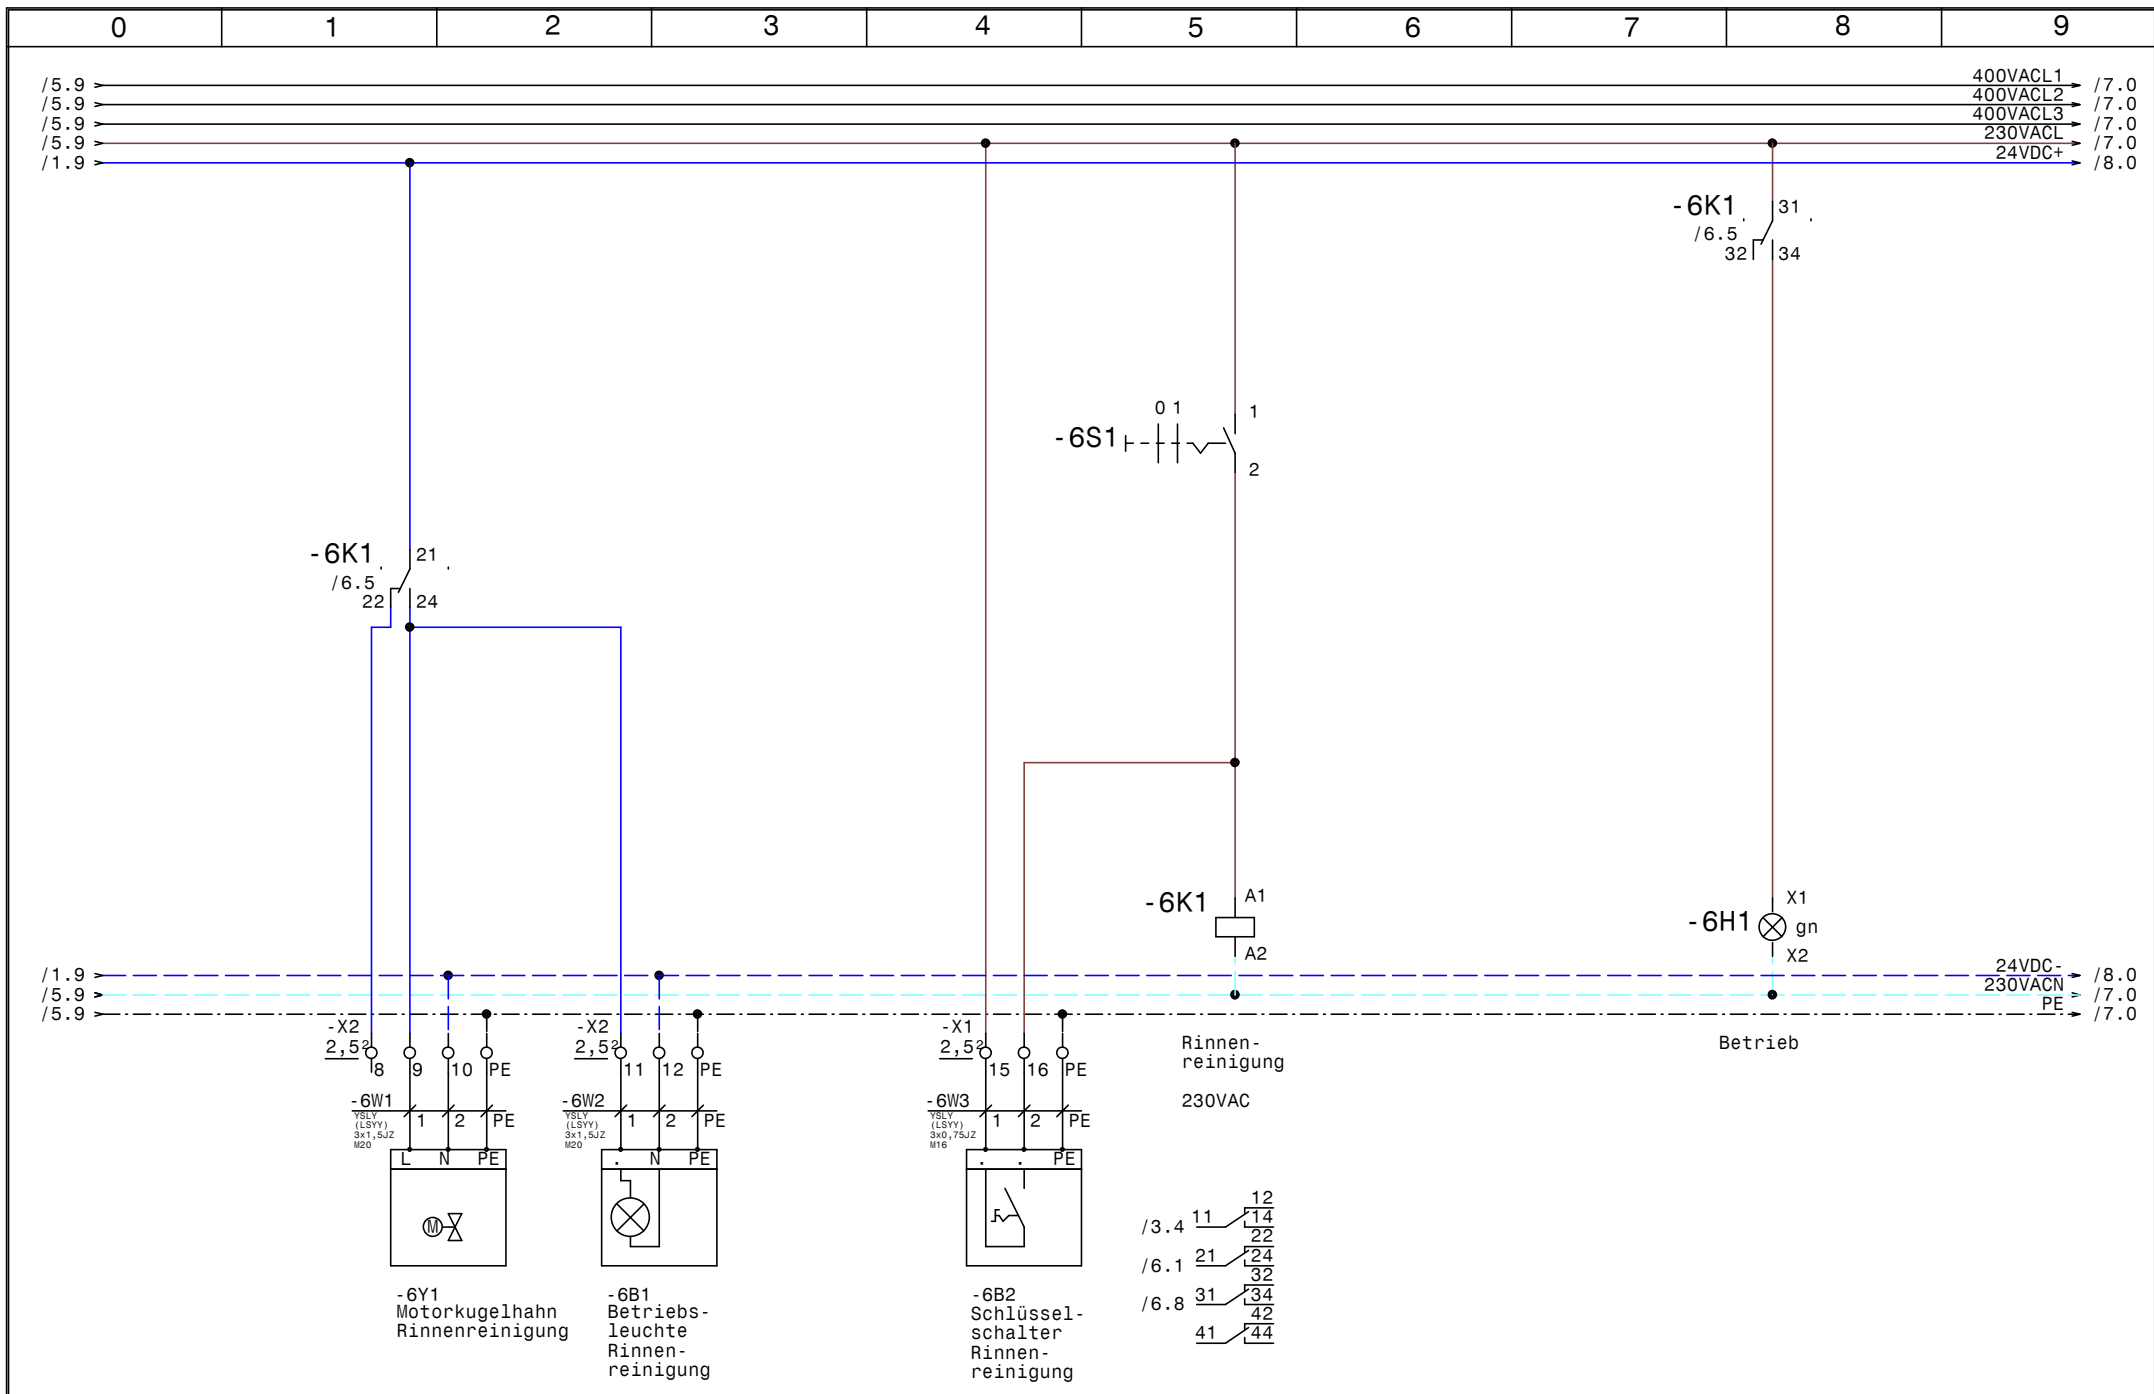 0 1 2 3 4 5 6 7 8 9
/5.9 400VACL1 /7.0
/5.9 400VACL2 /7.0
/5.9 400VACL3 /7.0
/5.9 230VACL /7.0
/1.9 24VDC+ /8.0
-6K1 31
/6.5
32 34
0 1 1
-6S1
2
-6K1 21
/6.5
22 24
-6K1 A1
A2
-6H1 X1
gn
X2
/1.9 24VDC- /8.0
/5.9 230VACN /7.0
/5.9 PE /7.0
-X2
2,5²
8 9 10 PE
-6W1
YSLY
(LSYY)
3x1,5JZ
M20
1 2 PE
L N PE
M
-6Y1
Motorkugelhahn
Rinnenreinigung
-X2
2,5²
11 12 PE
-6W2
YSLY
(LSYY)
3x1,5JZ
M20
1 2 PE
. N PE
-6B1
Betriebs-
leuchte
Rinnen-
reinigung
-X1
2,5²
15 16 PE
-6W3
YSLY
(LSYY)
3x0,75JZ
M16
1 2 PE
. . PE
-6B2
Schlüssel-
schalter
Rinnen-
reinigung
Rinnen-
reinigung
230VAC
12
/3.4 11 14
22
/6.1 21 24
32
/6.8 31 34
42
41 44
Betrieb